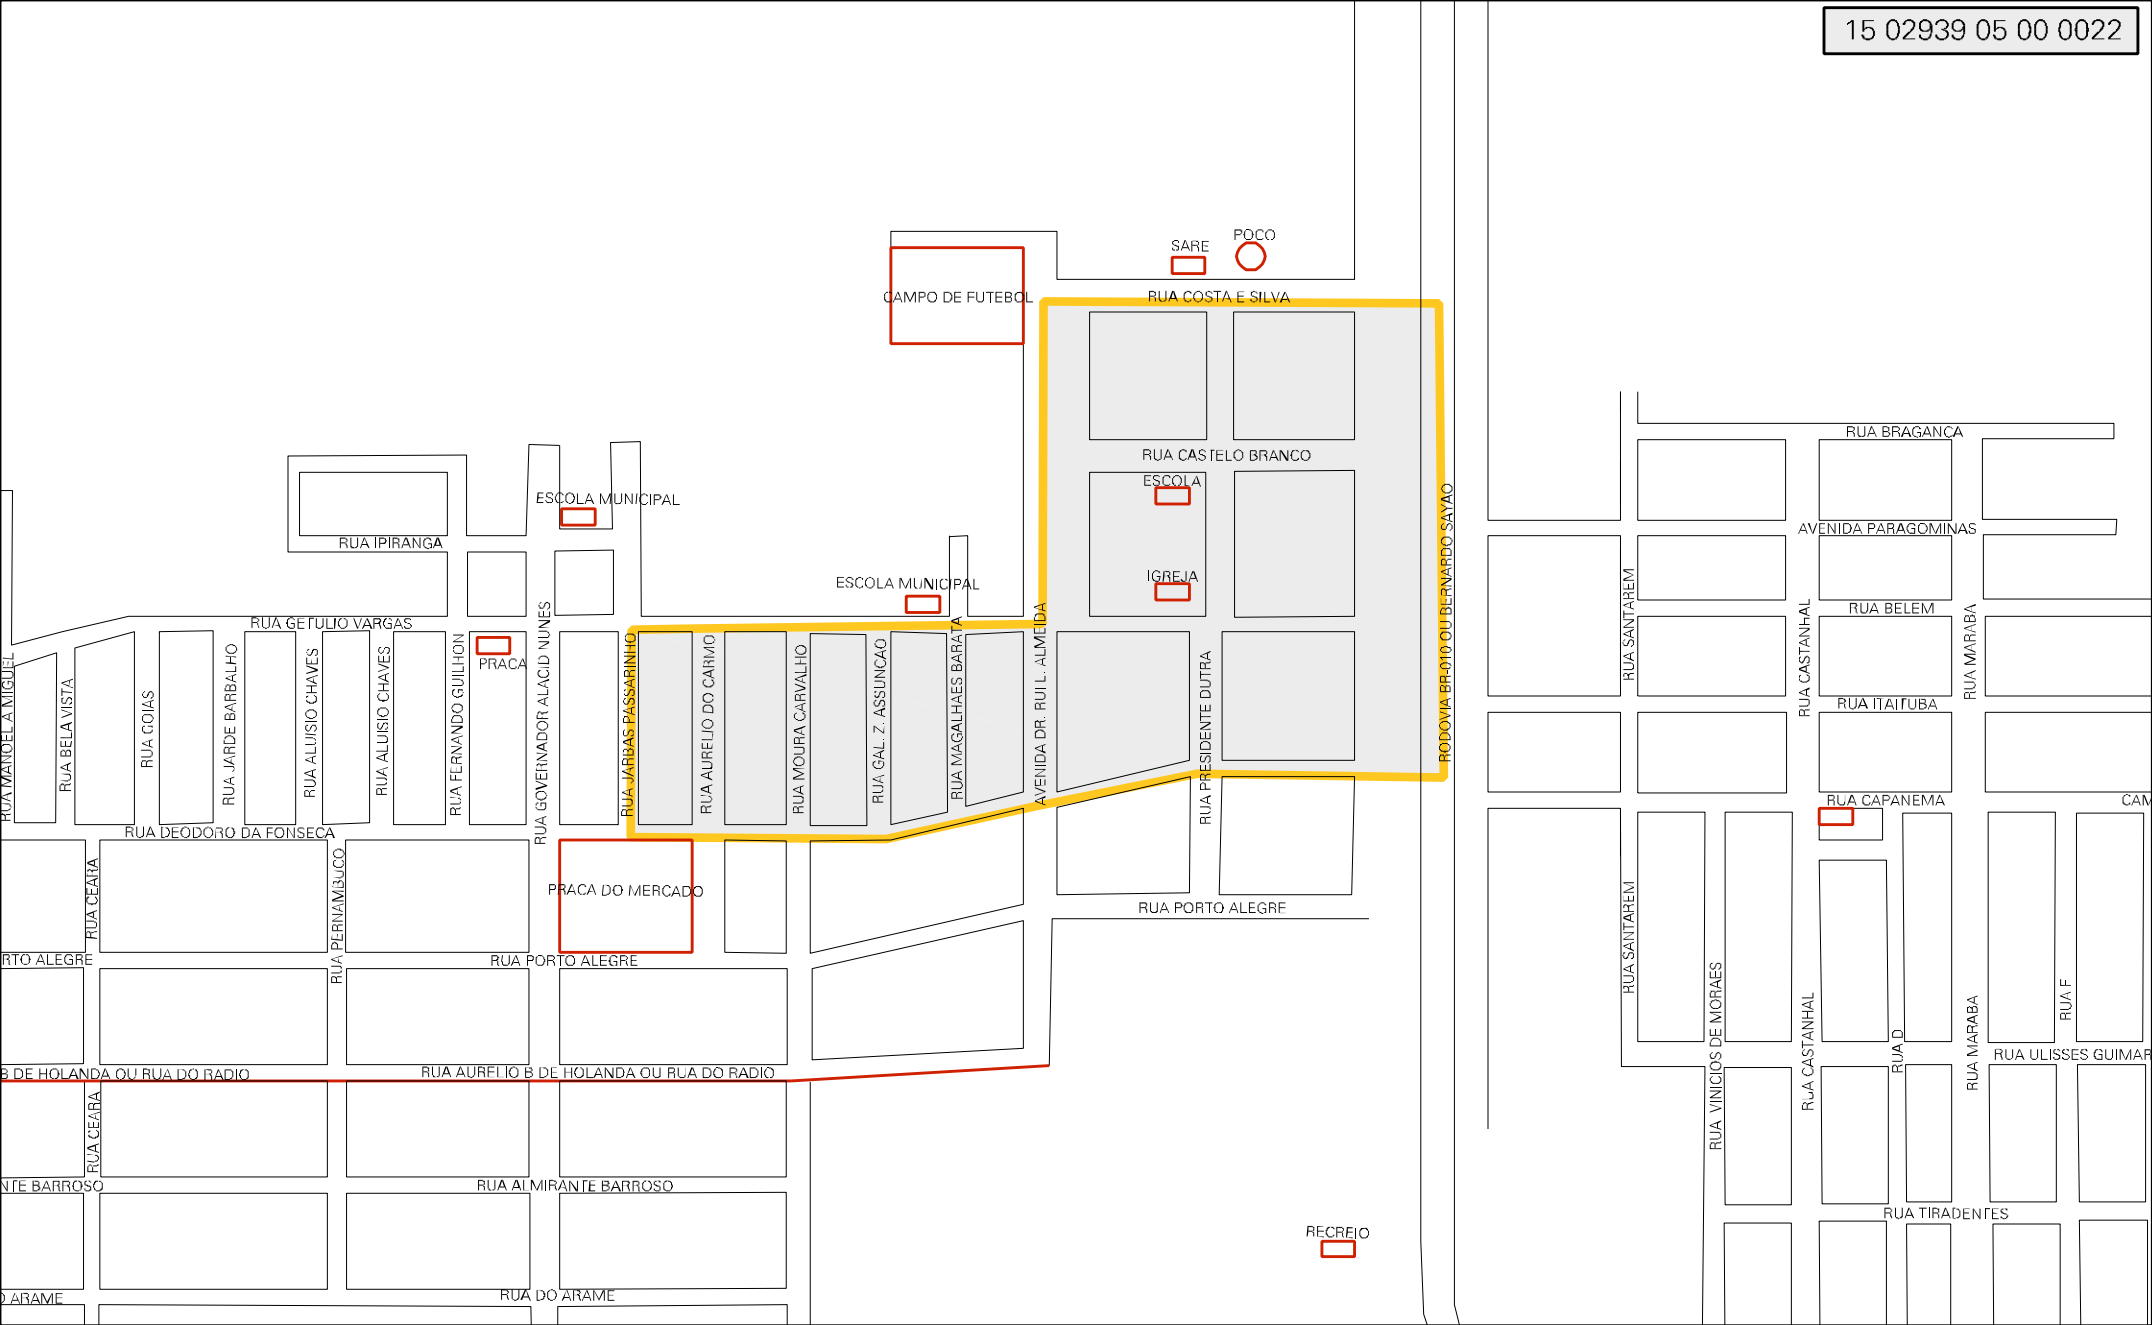 15 02939 05 00 0022
POCO
SARE
CAMPO DE FUTEBOL
RUA COSTA E SILVA
RUA BRAGANCA
RUA CASTELO BRANCO
ESCOLA
ESCOLA MUNICIPAL
AVENIDA PARAGOMINAS
RUA IPIRANGA
IGREJA
ESCOLA MUNICIPAL
RUA BELEM
RUA GETULIO VARGAS
PRACA
RUA MANOEL A MIGUEL
RUA BELA VISTA
RUA GOIAS
RUA JARDE BARBALHO
RUA ALUISIO CHAVES
RUA ALUISIO CHAVES
RUA FERNANDO GUILHON
RUA GOVERNADOR ALACID NUNES
RUA JARBAS PASSARINHO
RUA AURELIO DO CARMO
RUA MOURA CARVALHO
RUA GAL. Z. ASSUNCAO
RUA MAGALHAES BARATA
AVENIDA DR. RUI L. ALMEIDA
RUA PRESIDENTE DUTRA
RODOVIA BR-010 OU BERNARDO SAYAO
RUA SANTAREM
RUA CASTANHAL
RUA MARABA
RUA ITAITUBA
RUA CAPANEMA
CAM
RUA DEODORO DA FONSECA
RUA CEARA
RUA PERNAMBUCO
PRACA DO MERCADO
RUA PORTO ALEGRE
RTO ALEGRE
RUA PORTO ALEGRE
RUA SANTAREM
RUA VINICIOS DE MORAES
RUA CASTANHAL
RUA D
RUA MARABA
RUA F
RUA ULISSES GUIMAR
B DE HOLANDA OU RUA DO RADIO
RUA AURELIO B DE HOLANDA OU RUA DO RADIO
RUA CEARA
NTE BARROSO
RUA ALMIRANTE BARROSO
RUA TIRADENTES
RECREIO
O ARAME
RUA DO ARAME